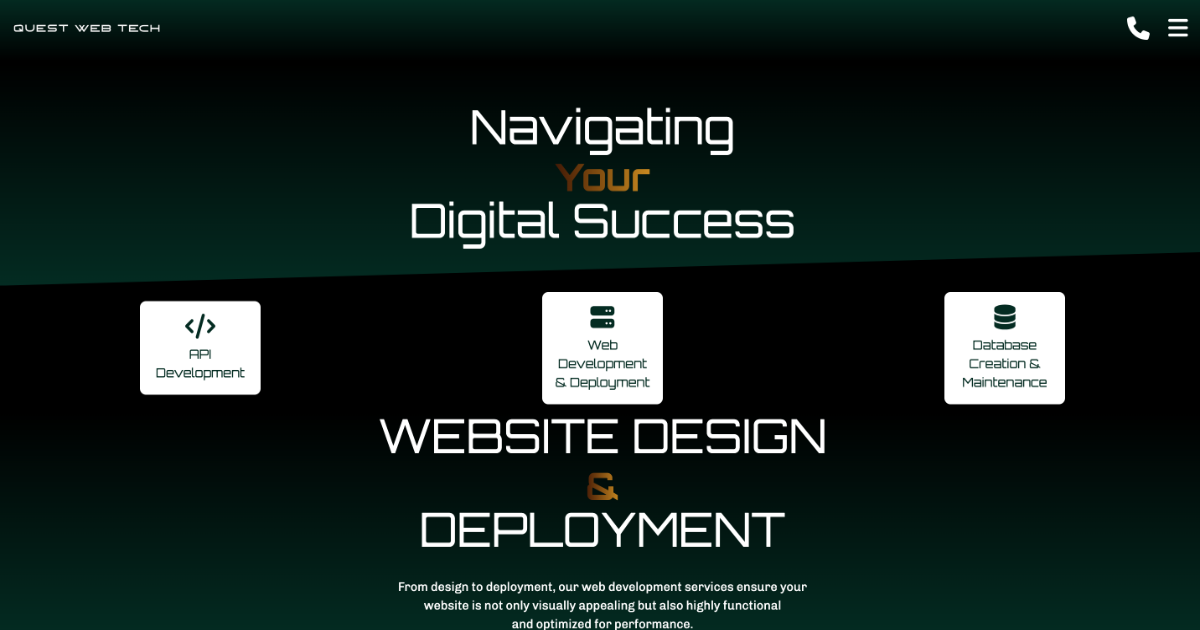 QUEST WEB TECH
Navigating
Your
Digital Success
API
Development
Web
Development
& Deployment
Database
Creation &
Maintenance
WEBSITE DESIGN
&
DEPLOYMENT
From design to deployment, our web development services ensure your
website is not only visually appealing but also highly functional
and optimized for performance.